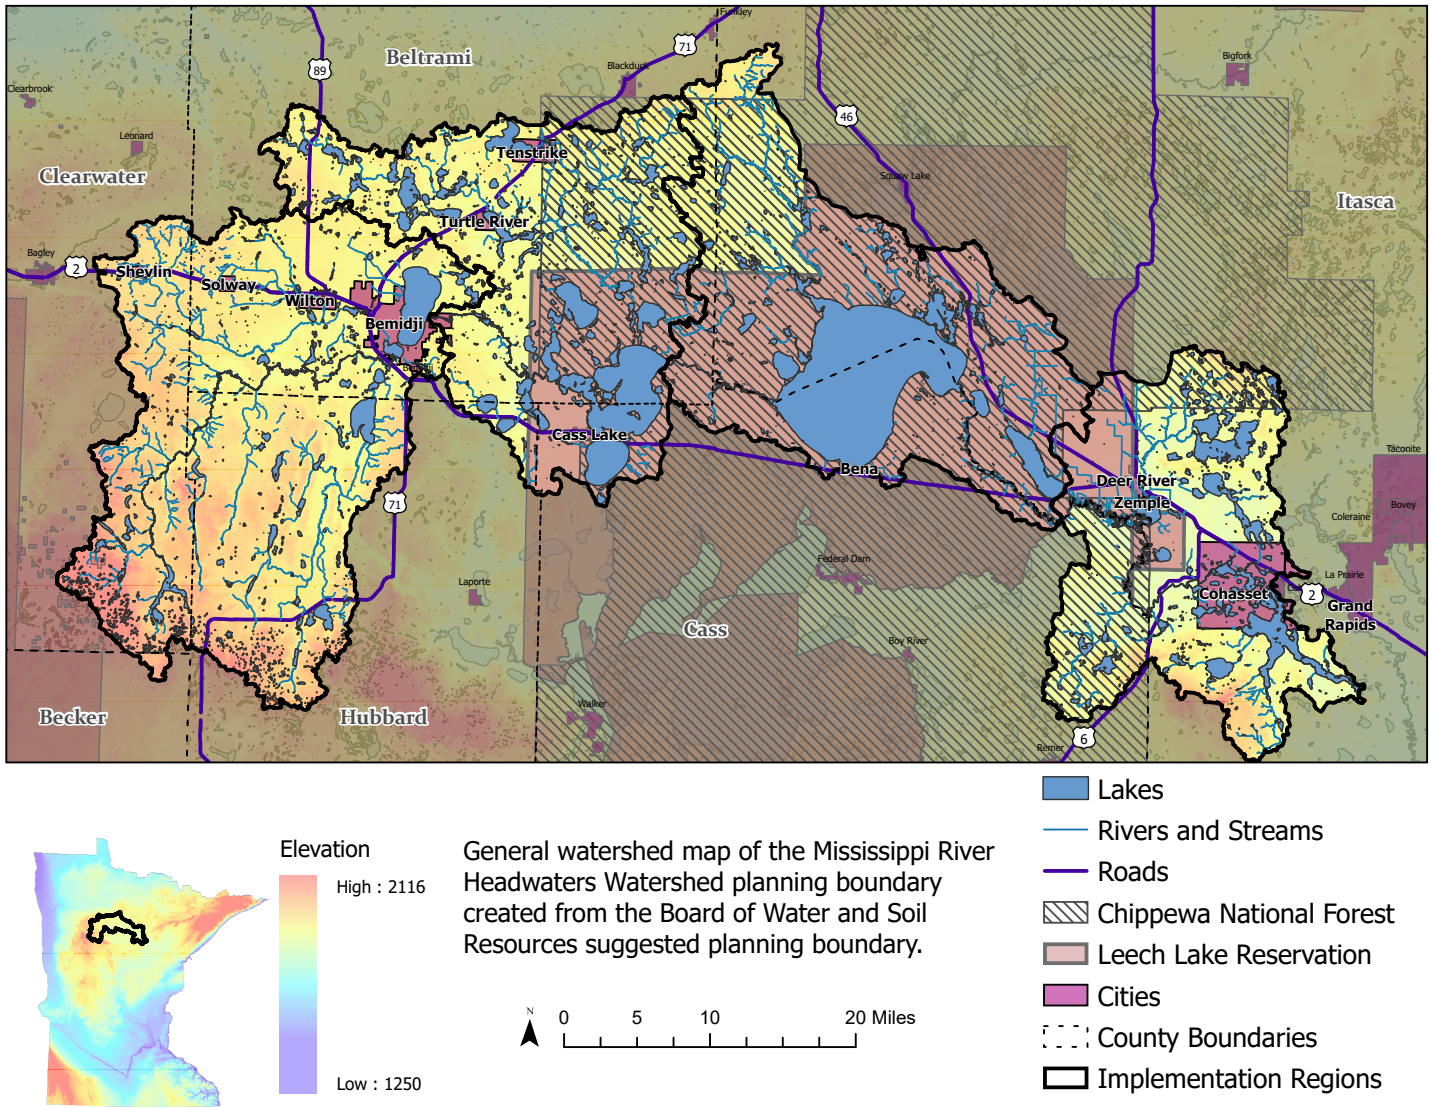 Funkley
71
Beltrami
Blackduck
Bigfork
89
Clearbrook
46
Leonard
Tenstrike
Clearwater
Squaw Lake
Itasca
Turtle River
Bagley
2
Shevlin
Solway
Wilton
Bemidji
Cass Lake
Taconite
Bena
Deer River
Zemple
71
Bovey
Coleraine
Federal Dam
Laporte
La Prairie
Cohasset
2
Grand
Rapids
Cass
Boy River
Becker
Hubbard
Walker
Remer
6
Lakes
Rivers and Streams
Roads
Chippewa National Forest
Leech Lake Reservation
Cities
County Boundaries
Implementation Regions
Elevation
High : 2116
Low : 1250
General watershed map of the Mississippi River
Headwaters Watershed planning boundary
created from the Board of Water and Soil
Resources suggested planning boundary.
N
0 5 10 20 Miles